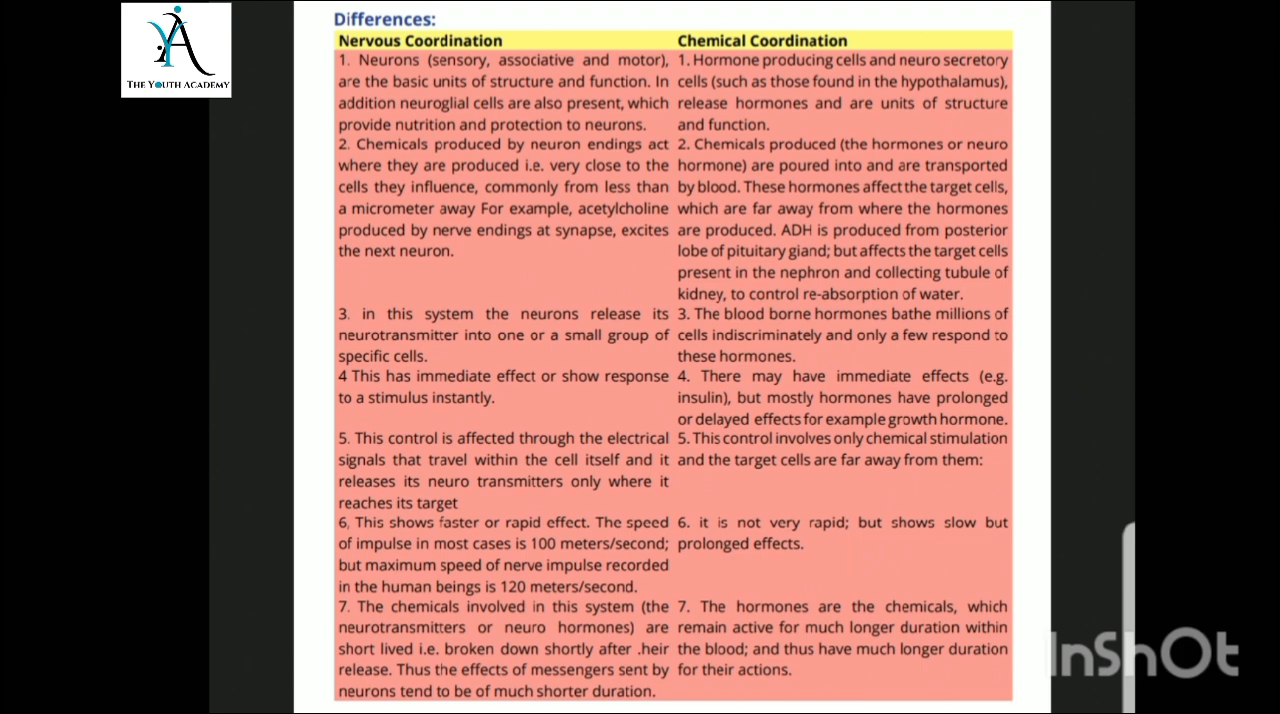 THE YOUTH ACADEMY
Differences:
Nervous Coordination
1. Neurons (sensory, associative and motor),
are the basic units of structure and function. In
addition neuroglial cells are also present, which
provide nutrition and protection to neurons.
2. Chemicals produced by neuron endings act
where they are produced i.e. very close to the
cells they influence, commonly from less than
a micrometer away For example, acetylcholine
produced by nerve endings at synapse, excites
the next neuron.
3. in this system the neurons release its
neurotransmitter into one or a small group of
specific cells.
4 This has immediate effect or show response
to a stimulus instantly.
5. This control is affected through the electrical
signals that travel within the cell itself and it
releases its neuro transmitters only where it
reaches its target
6, This shows faster or rapid effect. The speed
of impulse in most cases is 100 meters/second;
but maximum speed of nerve impulse recorded
in the human beings is 120 meters/second.
7. The chemicals involved in this system (the
neurotransmitters or neuro hormones) are
short lived i.e. broken down shortly after .heir
release. Thus the effects of messengers sent by
neurons tend to be of much shorter duration.
Chemical Coordination
1. Hormone producing cells and neuro secretory
cells (such as those found in the hypothalamus),
release hormones and are units of structure
and function.
2. Chemicals produced (the hormones or neuro
hormone) are poured into and are transported
by blood. These hormones affect the target cells,
which are far away from where the hormones
are produced. ADH is produced from posterior
lobe of pituitary giand; but affects the target cells
present in the nephron and collecting tubule of
kidney, to control re-absorption of water.
3. The blood borne hormones bathe millions of
cells indiscriminately and only a few respond to
these hormones.
4. There may have immediate effects (e.g.
insulin), but mostly hormones have prolonged
or delayed effects for example growth hormone.
5. This control involves only chemical stimulation
and the target cells are far away from them:
6. it is not very rapid; but shows slow but
prolonged effects.
7. The hormones are the chemicals, which
remain active for much longer duration within
the blood; and thus have much longer duration
for their actions.
InShOt